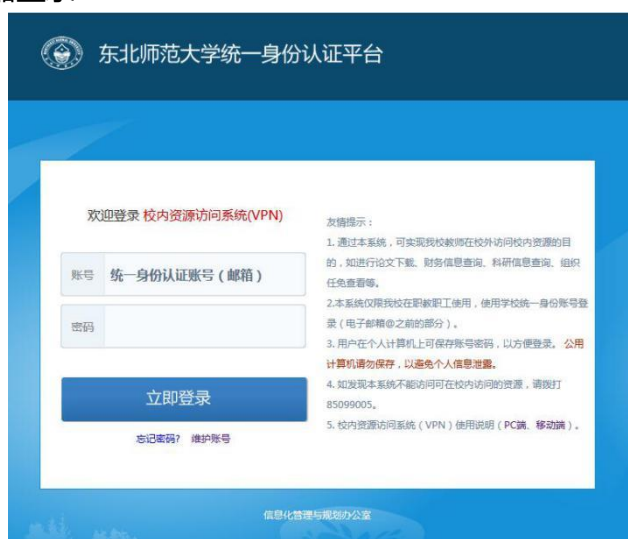 东北师范大学统一身份认证平台
欢迎登录 校内资源访问系统(VPN)
账号 统一身份认证账号（邮箱）
密码
立即登录
忘记密码? 维护账号
友情提示：
1. 通过本系统，可实现我校教师在校外访问校内资源的目
的，如进行论文下载、财务信息查询、科研信息查询、组织
任免查看等。
2.本系统仅限我校在职教职工使用，使用学校统一身份账号登
录（电子邮箱@之前的部分）。
3. 用户在个人计算机上可保存账号密码，以方便登录。 公用
计算机请勿保存，以避免个人信息泄露。
4. 如发现本系统不能访问可在校内访问的资源，请拨打
85099005。
5. 校内资源访问系统（VPN）使用说明（PC端、移动端）。
信息化管理与规划办公室